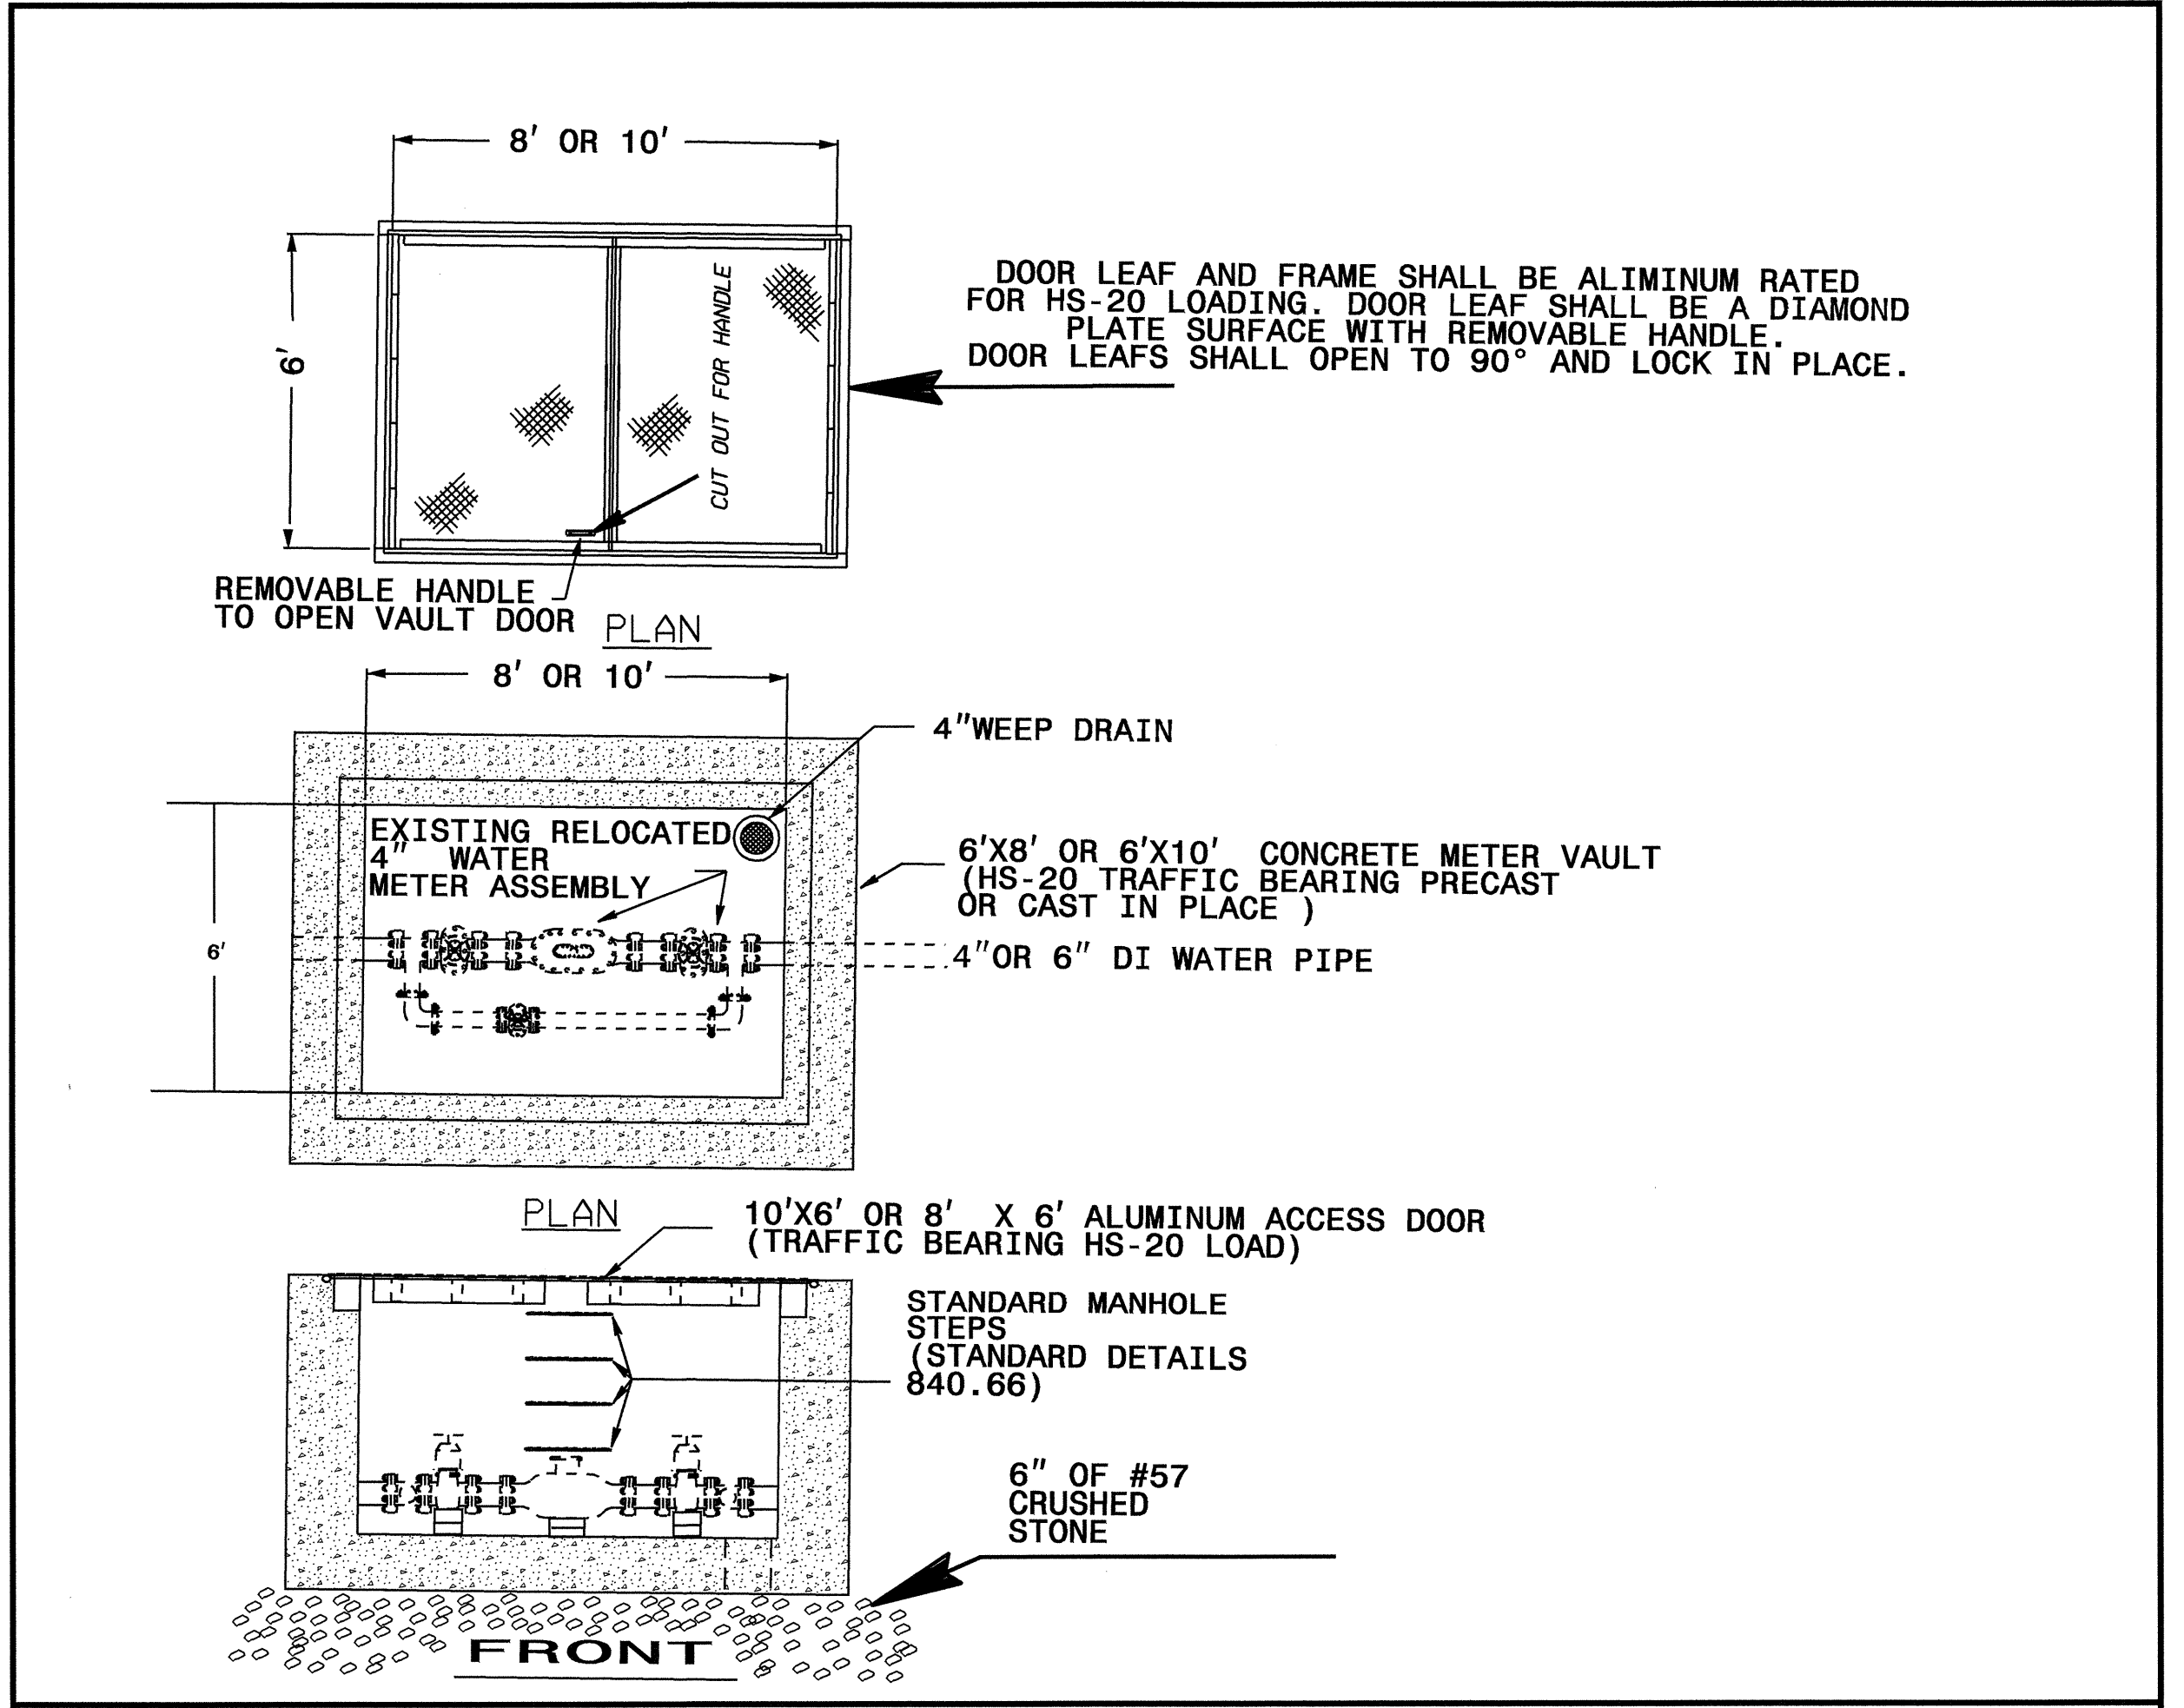 8' OR 10'
6'
CUT OUT FOR HANDLE
DOOR LEAF AND FRAME SHALL BE ALIMINUM RATED
FOR HS-20 LOADING. DOOR LEAF SHALL BE A DIAMOND
PLATE SURFACE WITH REMOVABLE HANDLE.
DOOR LEAFS SHALL OPEN TO 90° AND LOCK IN PLACE.
REMOVABLE HANDLE
TO OPEN VAULT DOOR
PLAN
8' OR 10'
4"WEEP DRAIN
EXISTING RELOCATED
4" WATER
METER ASSEMBLY
6'X8' OR 6'X10' CONCRETE METER VAULT
(HS-20 TRAFFIC BEARING PRECAST
OR CAST IN PLACE )
6'
4"OR 6" DI WATER PIPE
PLAN
10'X6' OR 8' X 6' ALUMINUM ACCESS DOOR
(TRAFFIC BEARING HS-20 LOAD)
STANDARD MANHOLE
STEPS
(STANDARD DETAILS
840.66)
6" OF #57
CRUSHED
STONE
FRONT